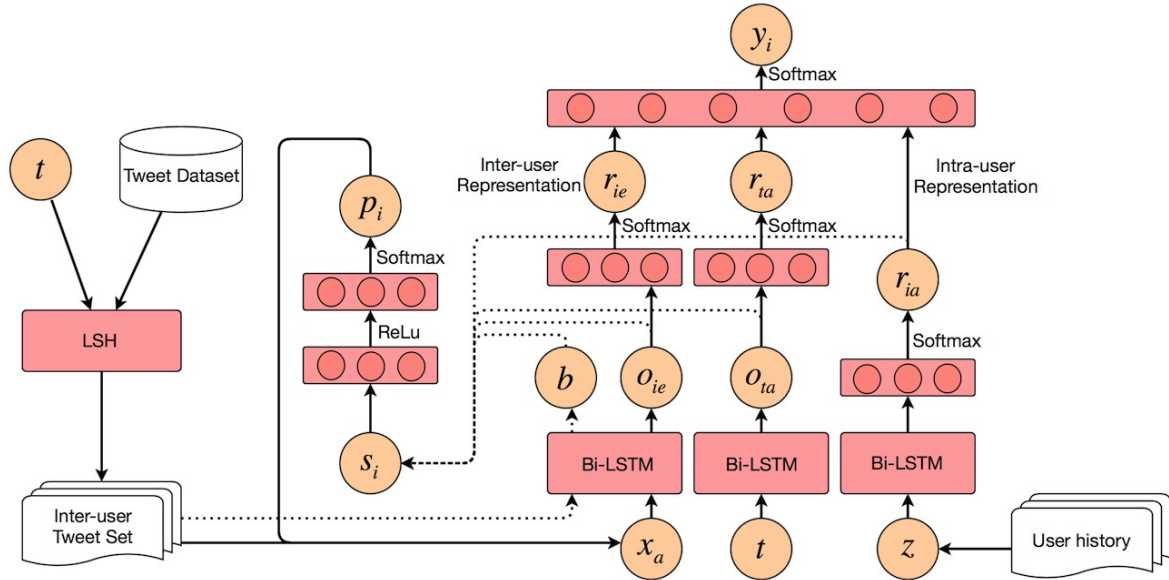 y_i
Softmax
t
Tweet Dataset
Inter-user
Representation
r_ie
r_ta
Intra-user
Representation
p_i
Softmax
Softmax
Softmax
r_ia
LSH
ReLu
Softmax
b
o_ie
o_ta
s_i
Bi-LSTM
Bi-LSTM
Bi-LSTM
Inter-user
Tweet Set
x_a
t
z
User history